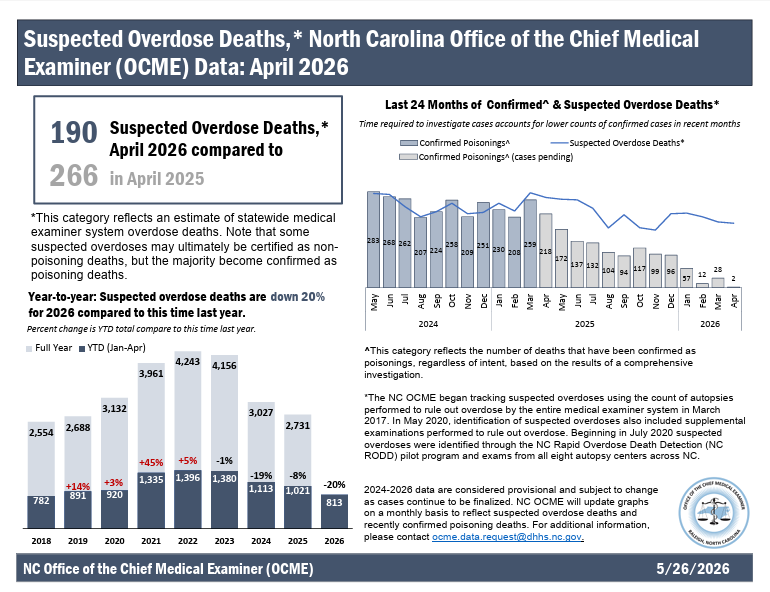 Suspected Overdose Deaths,* North Carolina Office of the Chief Medical
Examiner (OCME) Data: April 2026
190
Suspected Overdose Deaths,*
April 2026 compared to
266
in April 2025
*This category reflects an estimate of statewide medical
examiner system overdose deaths. Note that some
suspected overdoses may ultimately be certified as non-
poisoning deaths, but the majority become confirmed as
poisoning deaths.
Year-to-year: Suspected overdose deaths are down 20%
for 2026 compared to this time last year.
Percent change is YTD total compare to this time last year.
Full Year
YTD (Jan-Apr)
2,554
2,688
3,132
3,961
4,243
4,156
3,027
2,731
+14%
+3%
+45%
+5%
-1%
-19%
-8%
-20%
782
891
920
1,335
1,396
1,380
1,113
1,021
813
2018 2019 2020 2021 2022 2023 2024 2025 2026
Last 24 Months of Confirmed^ & Suspected Overdose Deaths*
Time required to investigate cases accounts for lower counts of confirmed cases in recent months
Confirmed Poisonings^
Suspected Overdose Deaths*
Confirmed Poisonings^ (cases pending)
283 268 262 207 224 258 209 251 230 208 259 218 172 137 132 104 94 117 99 96 57 12 28 2
May Jun Jul Aug Sep Oct Nov Dec Jan Feb Mar Apr May Jun Jul Aug Sep Oct Nov Dec Jan Feb Mar Apr
2024 2025 2026
^This category reflects the number of deaths that have been confirmed as
poisonings, regardless of intent, based on the results of a comprehensive
investigation.
*The NC OCME began tracking suspected overdoses using the count of autopsies
performed to rule out overdose by the entire medical examiner system in March
2017. In May 2020, identification of suspected overdoses also included supplemental
examinations performed to rule out overdose. Beginning in July 2020 suspected
overdoses were identified through the NC Rapid Overdose Death Detection (NC
RODD) pilot program and exams from all eight autopsy centers across NC.
2024-2026 data are considered provisional and subject to change
as cases continue to be finalized. NC OCME will update graphs
on a monthly basis to reflect suspected overdose deaths and
recently confirmed poisoning deaths. For additional information,
please contact ocme.data.request@dhhs.nc.gov.
OFFICE OF THE CHIEF MEDICAL EXAMINER
RALEIGH, NORTH CAROLINA
NC Office of the Chief Medical Examiner (OCME)
5/26/2026